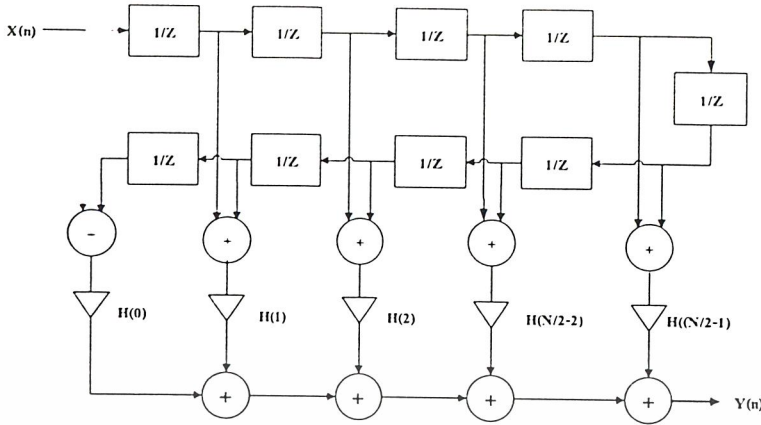 X(n)
1/Z
1/Z
1/Z
1/Z
1/Z
1/Z
1/Z
1/Z
1/Z
-
+
+
+
+
H(0)
H(1)
H(2)
H(N/2-2)
H((N/2-1)
+
+
+
+
Y(n)